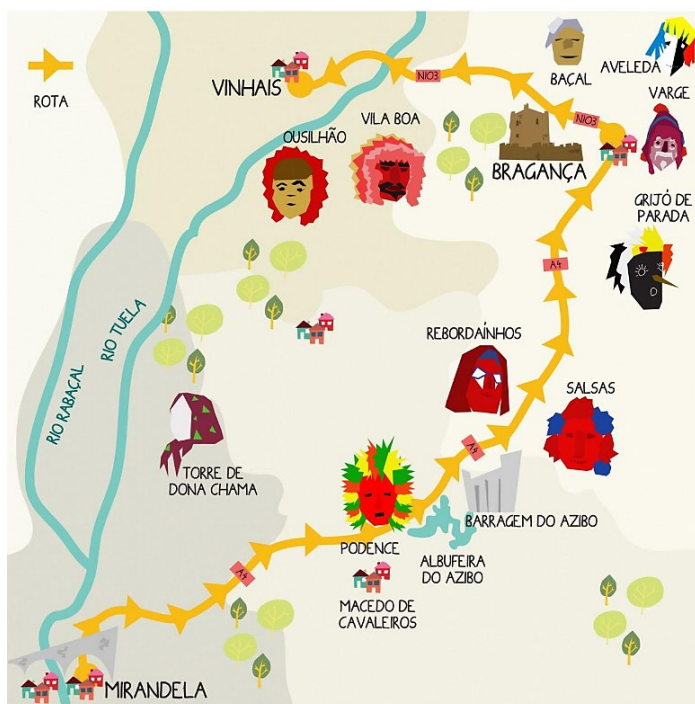 BAÇAL
AVELEDA
VARGE
ROTA
VINHAIS
N103
N103
VILA BOA
OUSILHÃO
BRAGANÇA
GRIJÓ DE
PARADA
A4
RIO TUELA
RIO RABAÇAL
REBORDAÍNHOS
SALSAS
A4
TORRE DE
DONA CHAMA
BARRAGEM DO AZIBO
PODENCE
ALBUFEIRA
DO AZIBO
A4
MACEDO DE
CAVALEIROS
MIRANDELA